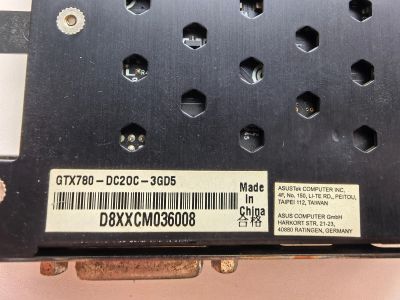 GTX780-DC2OC-3GD5
D8XXCM036008
Made
in
China
合格
ASUSTek COMPUTER INC.
4F, No. 150, LI-TE RD., PEITOU,
TAIPEI 112, TAIWAN
ASUS COMPUTER GmbH
HARKORT STR. 21-23,
40880 RATINGEN, GERMANY